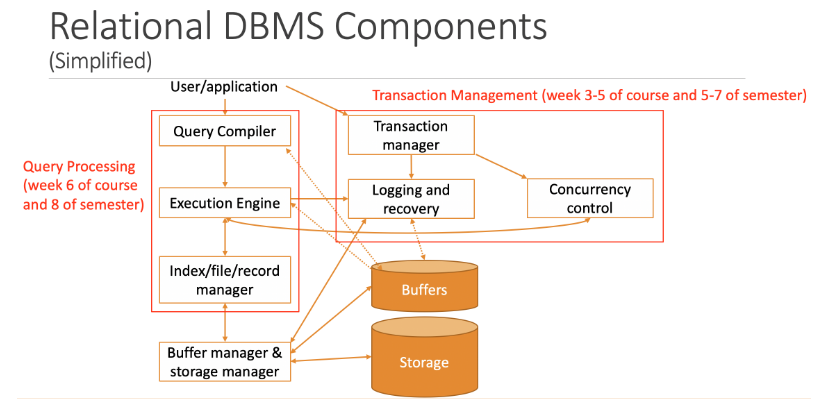 Relational DBMS Components
(Simplified)
User/application
Transaction Management (week 3-5 of course and 5-7 of semester)
Query Compiler
Transaction
manager
Query Processing
(week 6 of course
and 8 of semester)
Execution Engine
Logging and
recovery
Concurrency
control
Index/file/record
manager
Buffers
Buffer manager &
storage manager
Storage